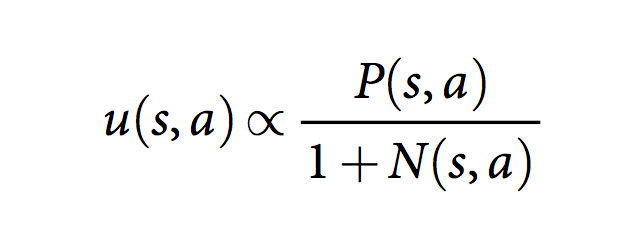 u(s, a) ∝ P(s, a) / 1 + N(s, a)